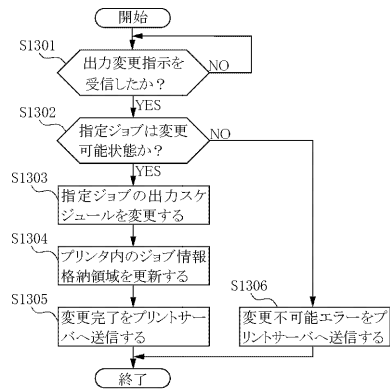 開始
S1301
出力変更指示を
受信したか？
NO
YES
S1302
指定ジョブは変更
可能状態か？
NO
YES
S1303
指定ジョブの出力スケ
ジュールを変更する
S1304
プリンタ内のジョブ情報
格納領域を更新する
S1305
変更完了をプリントサー
バへ送信する
S1306
変更不可能エラーをプ
リントサーバへ送信する
終了